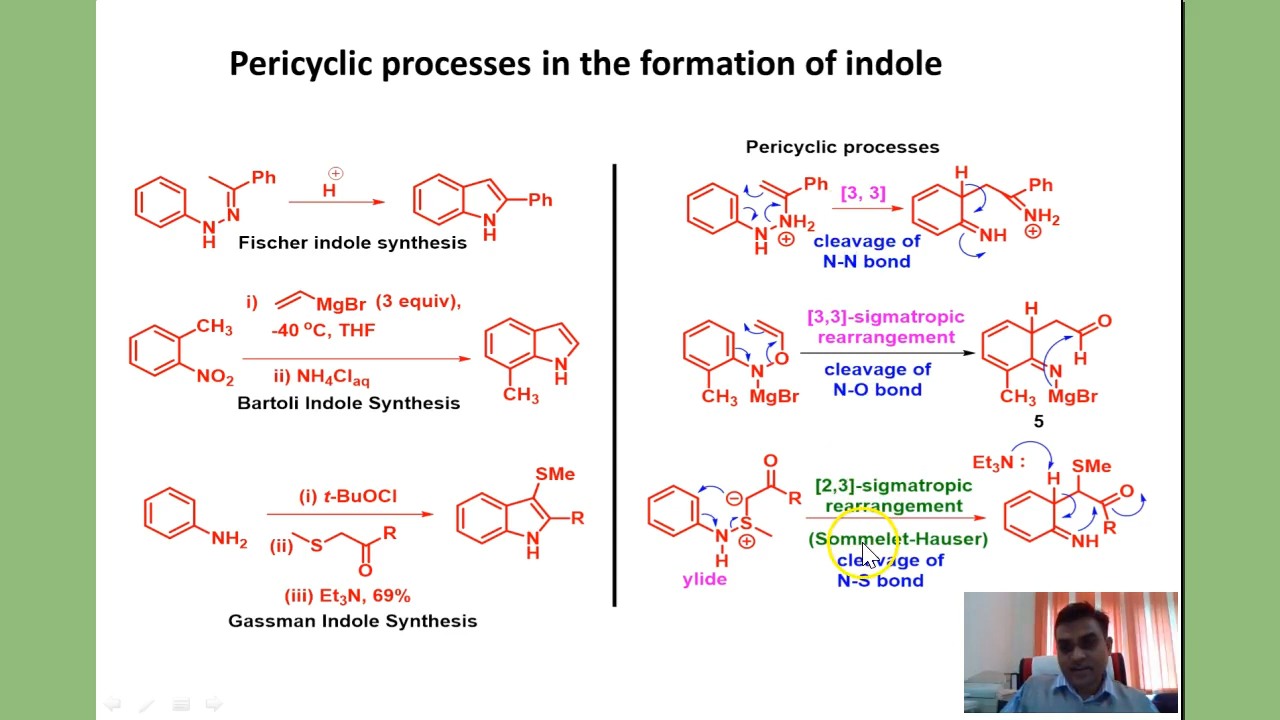 Pericyclic processes in the formation of indole
Ph
N
N
H
H
⊕
Ph
N
H
Fischer indole synthesis
CH3
NO2
i) MgBr (3 equiv),
-40 oC, THF
ii) NH4Claq
N
H
CH3
Bartoli Indole Synthesis
NH2
(i) t-BuOCl
(ii) S R
O
(iii) Et3N, 69%
SMe
R
N
H
Gassman Indole Synthesis
Pericyclic processes
Ph
NH2
⊕
N
H
[3, 3]
cleavage of
N-N bond
H
Ph
NH2
⊕
NH
O
N
CH3 MgBr
[3,3]-sigmatropic
rearrangement
cleavage of
N-O bond
H
O
H
N
CH3 MgBr
5
O
R
⊖
S
⊕
N
H
ylide
[2,3]-sigmatropic
rearrangement
(Sommelet-Hauser)
cleavage of
N-S bond
Et3N :
H
SMe
O
R
NH